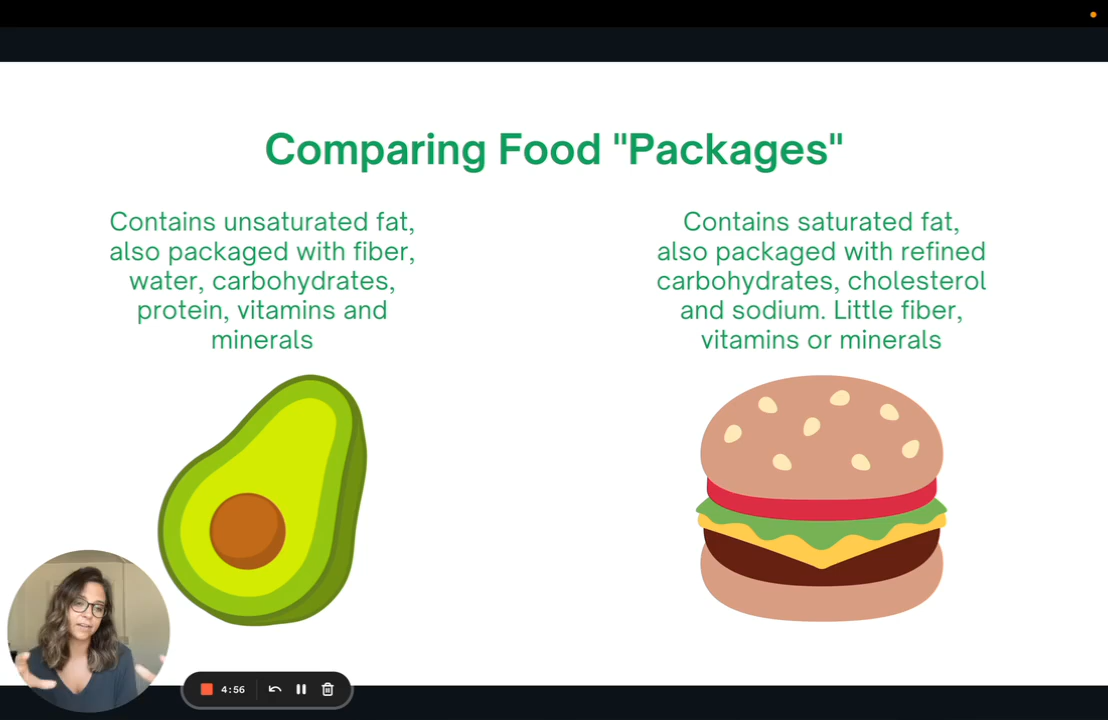 Comparing Food "Packages"
Contains unsaturated fat,
also packaged with fiber,
water, carbohydrates,
protein, vitamins and
minerals
Contains saturated fat,
also packaged with refined
carbohydrates, cholesterol
and sodium. Little fiber,
vitamins or minerals
4:56